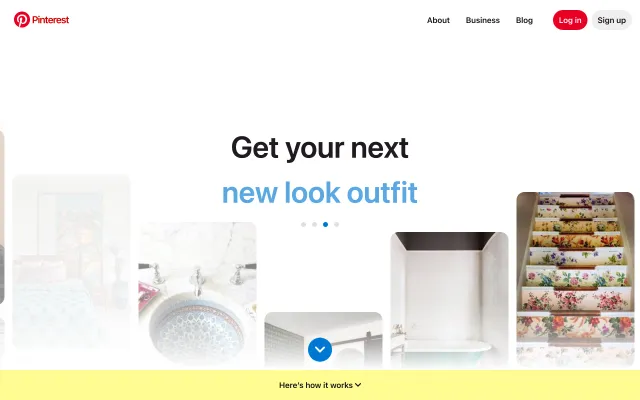 Pinterest
About
Business
Blog
Log in
Sign up
Get your next
new look outfit
Here's how it works